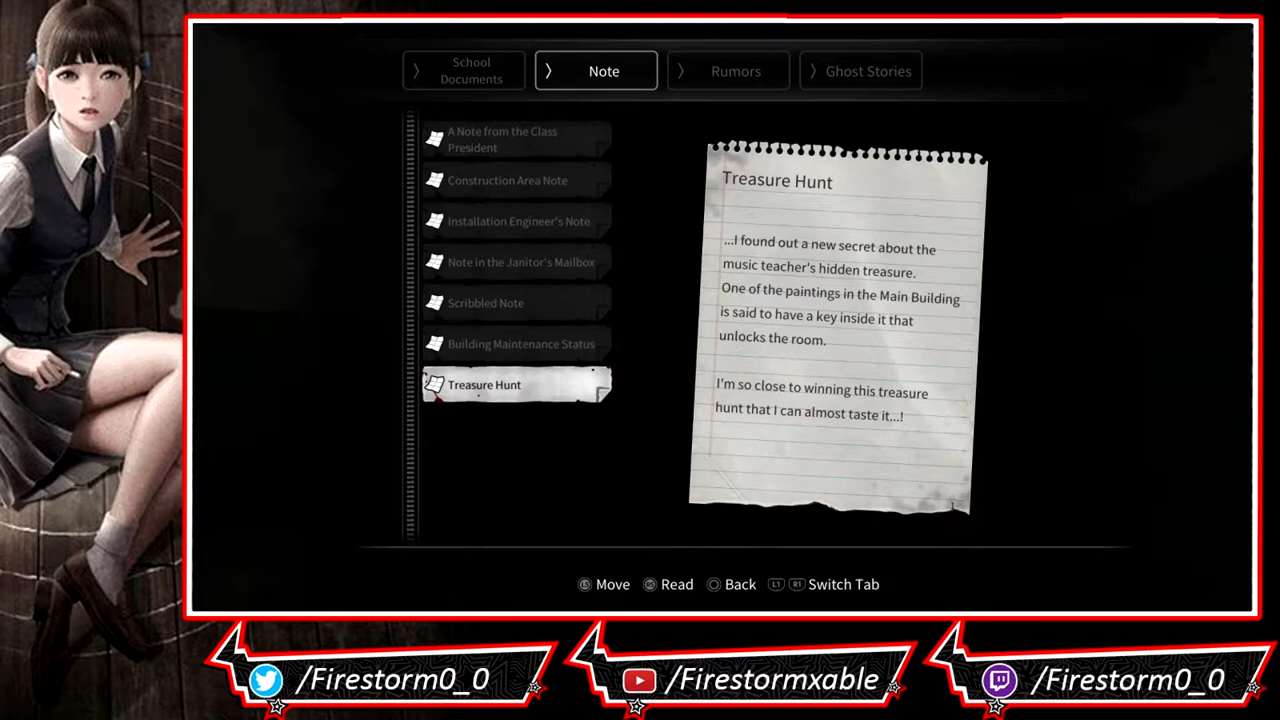 School
Documents
Note
Rumors
Ghost Stories
A Note from the Class
President
Construction Area Note
Installation Engineer's Note
Note in the Janitor's Mailbox
Scribbled Note
Building Maintenance Status
Treasure Hunt
Treasure Hunt
...I found out a new secret about the
music teacher's hidden treasure.
One of the paintings in the Main Building
is said to have a key inside it that
unlocks the room.
I'm so close to winning this treasure
hunt that I can almost taste it...!
Move Read Back L1 R1 Switch Tab
/Firestorm0_0
/Firestormxable
/Firestorm0_0